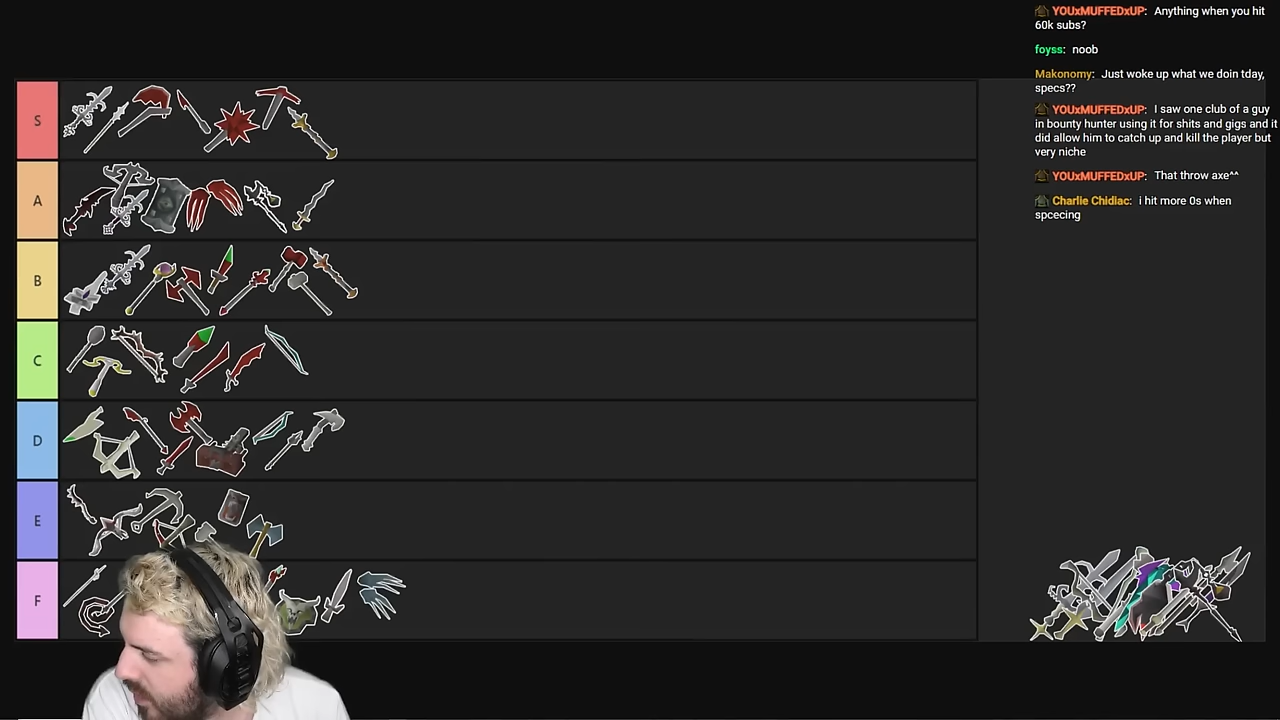 YOUxMUFFEDxUP: Anything when you hit
60k subs?
foyss: noob
Makonomy: Just woke up what we doin tday,
specs??
YOUxMUFFEDxUP: I saw one club of a guy
in bounty hunter using it for shits and gigs and it
did allow him to catch up and kill the player but
very niche
YOUxMUFFEDxUP: That throw axe^^
Charlie Chidiac: i hit more 0s when
spcecing
S
A
B
C
D
E
F